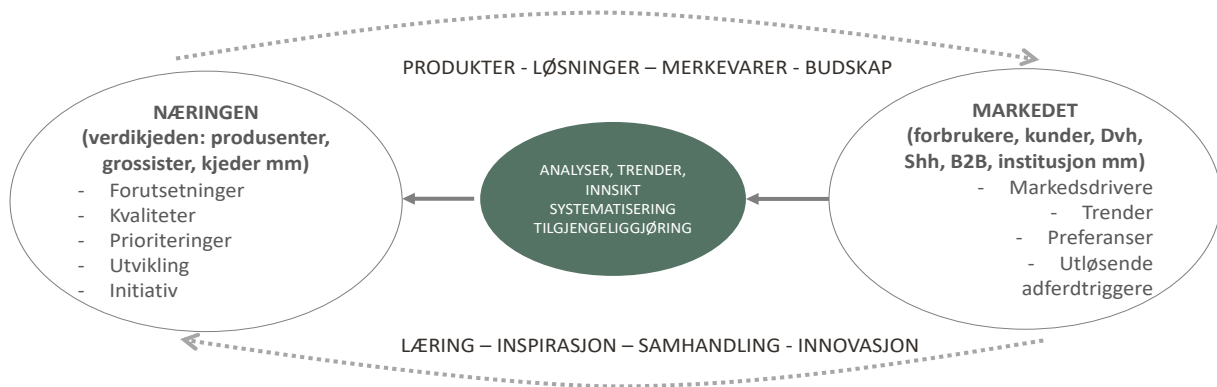 PRODUKTER - LØSNINGER – MERKEVARER - BUDSKAP
NÆRINGEN
(verdikjeden: produsenter,
grossister, kjeder mm)
- Forutsetninger
- Kvaliteter
- Prioriteringer
- Utvikling
- Initiativ
ANALYSER, TRENDER,
INNSIKT
SYSTEMATISERING
TILGJENGELIGGJØRING
MARKEDET
(forbrukere, kunder, Dvh,
Shh, B2B, institusjon mm)
- Markedsdrivere
- Trender
- Preferanser
- Utløsende
adferdtriggere
LÆRING – INSPIRASJON – SAMHANDLING - INNOVASJON